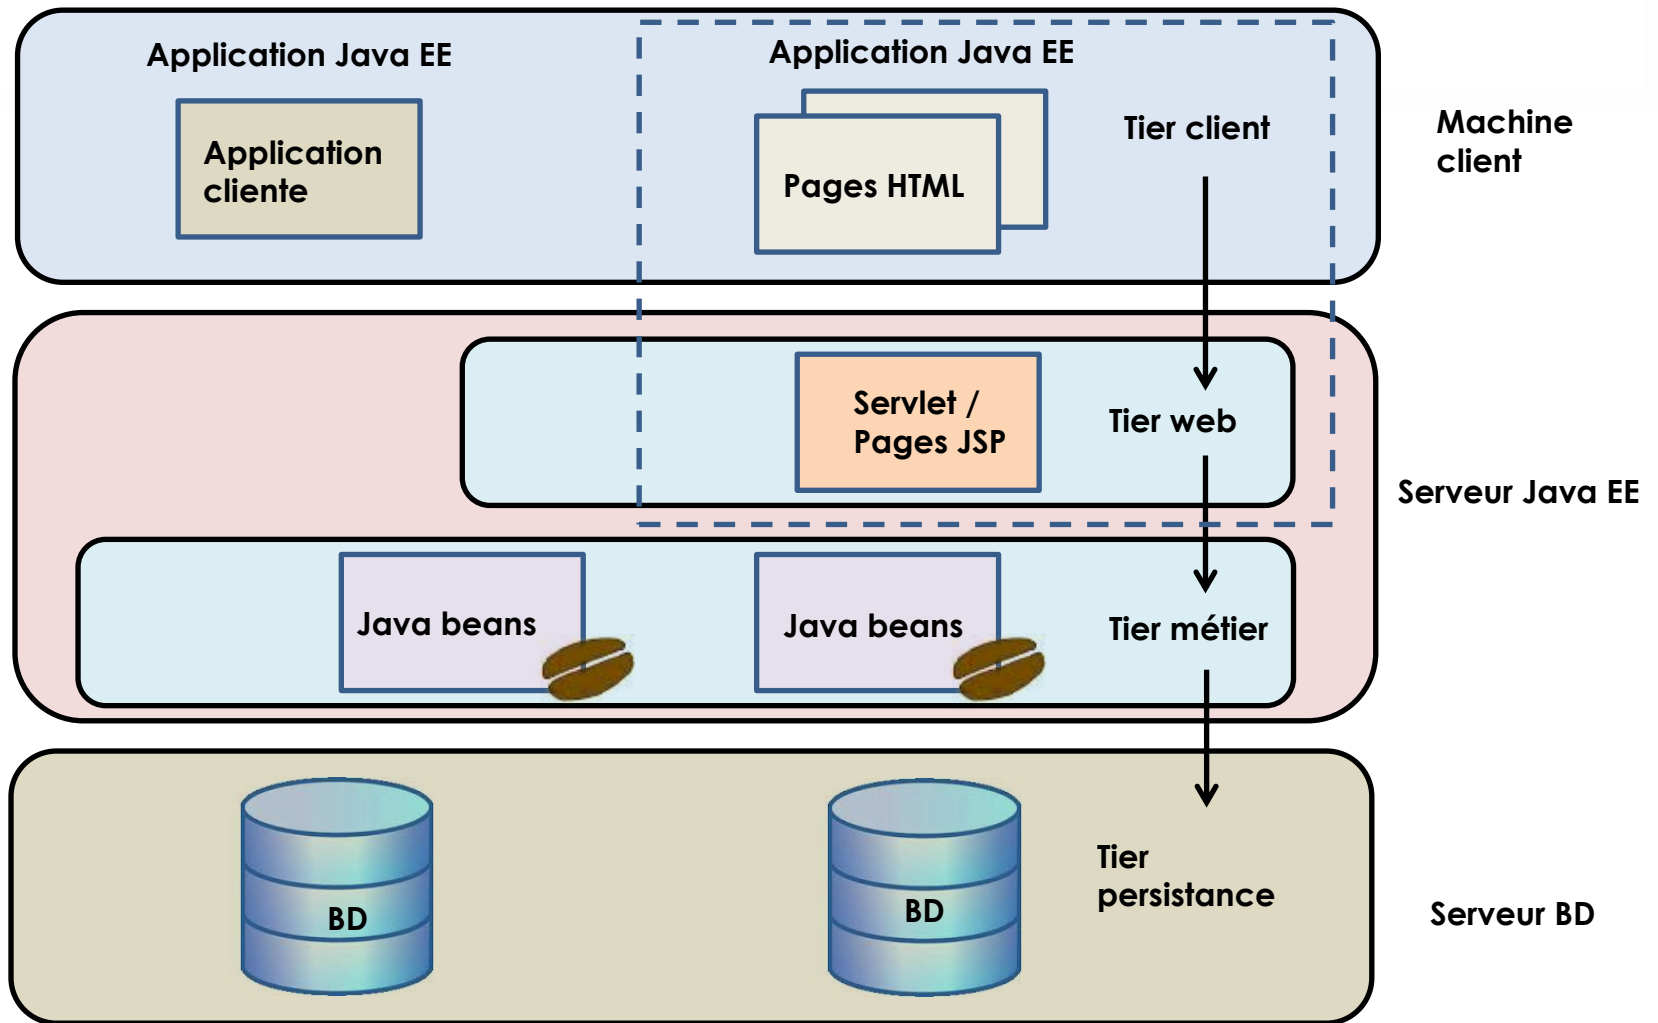 Application Java EE
Application Java EE
Application
cliente
Pages HTML
Tier client
Machine
client
Servlet /
Pages JSP
Tier web
Serveur Java EE
Java beans
Java beans
Tier métier
BD
BD
Tier
persistance
Serveur BD